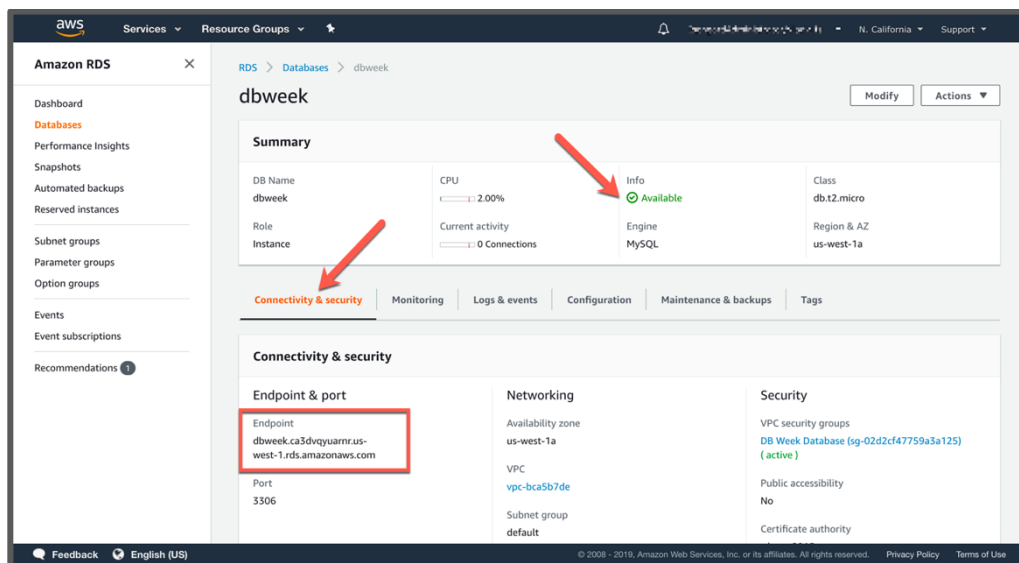 aws Services Resource Groups N. California Support
Amazon RDS
Dashboard
Databases
Performance Insights
Snapshots
Automated backups
Reserved instances
Subnet groups
Parameter groups
Option groups
Events
Event subscriptions
Recommendations 1
RDS > Databases > dbweek
dbweek
Modify Actions
Summary
DB Name CPU Info Class
dbweek 2.00% Available db.t2.micro
Role Current activity Engine Region & AZ
Instance 0 Connections MySQL us-west-1a
Connectivity & security Monitoring Logs & events Configuration Maintenance & backups Tags
Connectivity & security
Endpoint & port
Endpoint
dbweek.ca3dvqyuarnr.us-
west-1.rds.amazonaws.com
Port
3306
Networking
Availability zone
us-west-1a
VPC
vpc-bca5b7de
Subnet group
default
Security
VPC security groups
DB Week Database (sg-02d2cf47759a3a125)
( active )
Public accessibility
No
Certificate authority
Feedback English (US) © 2008 - 2019, Amazon Web Services, Inc. or its affiliates. All rights reserved. Privacy Policy Terms of Use